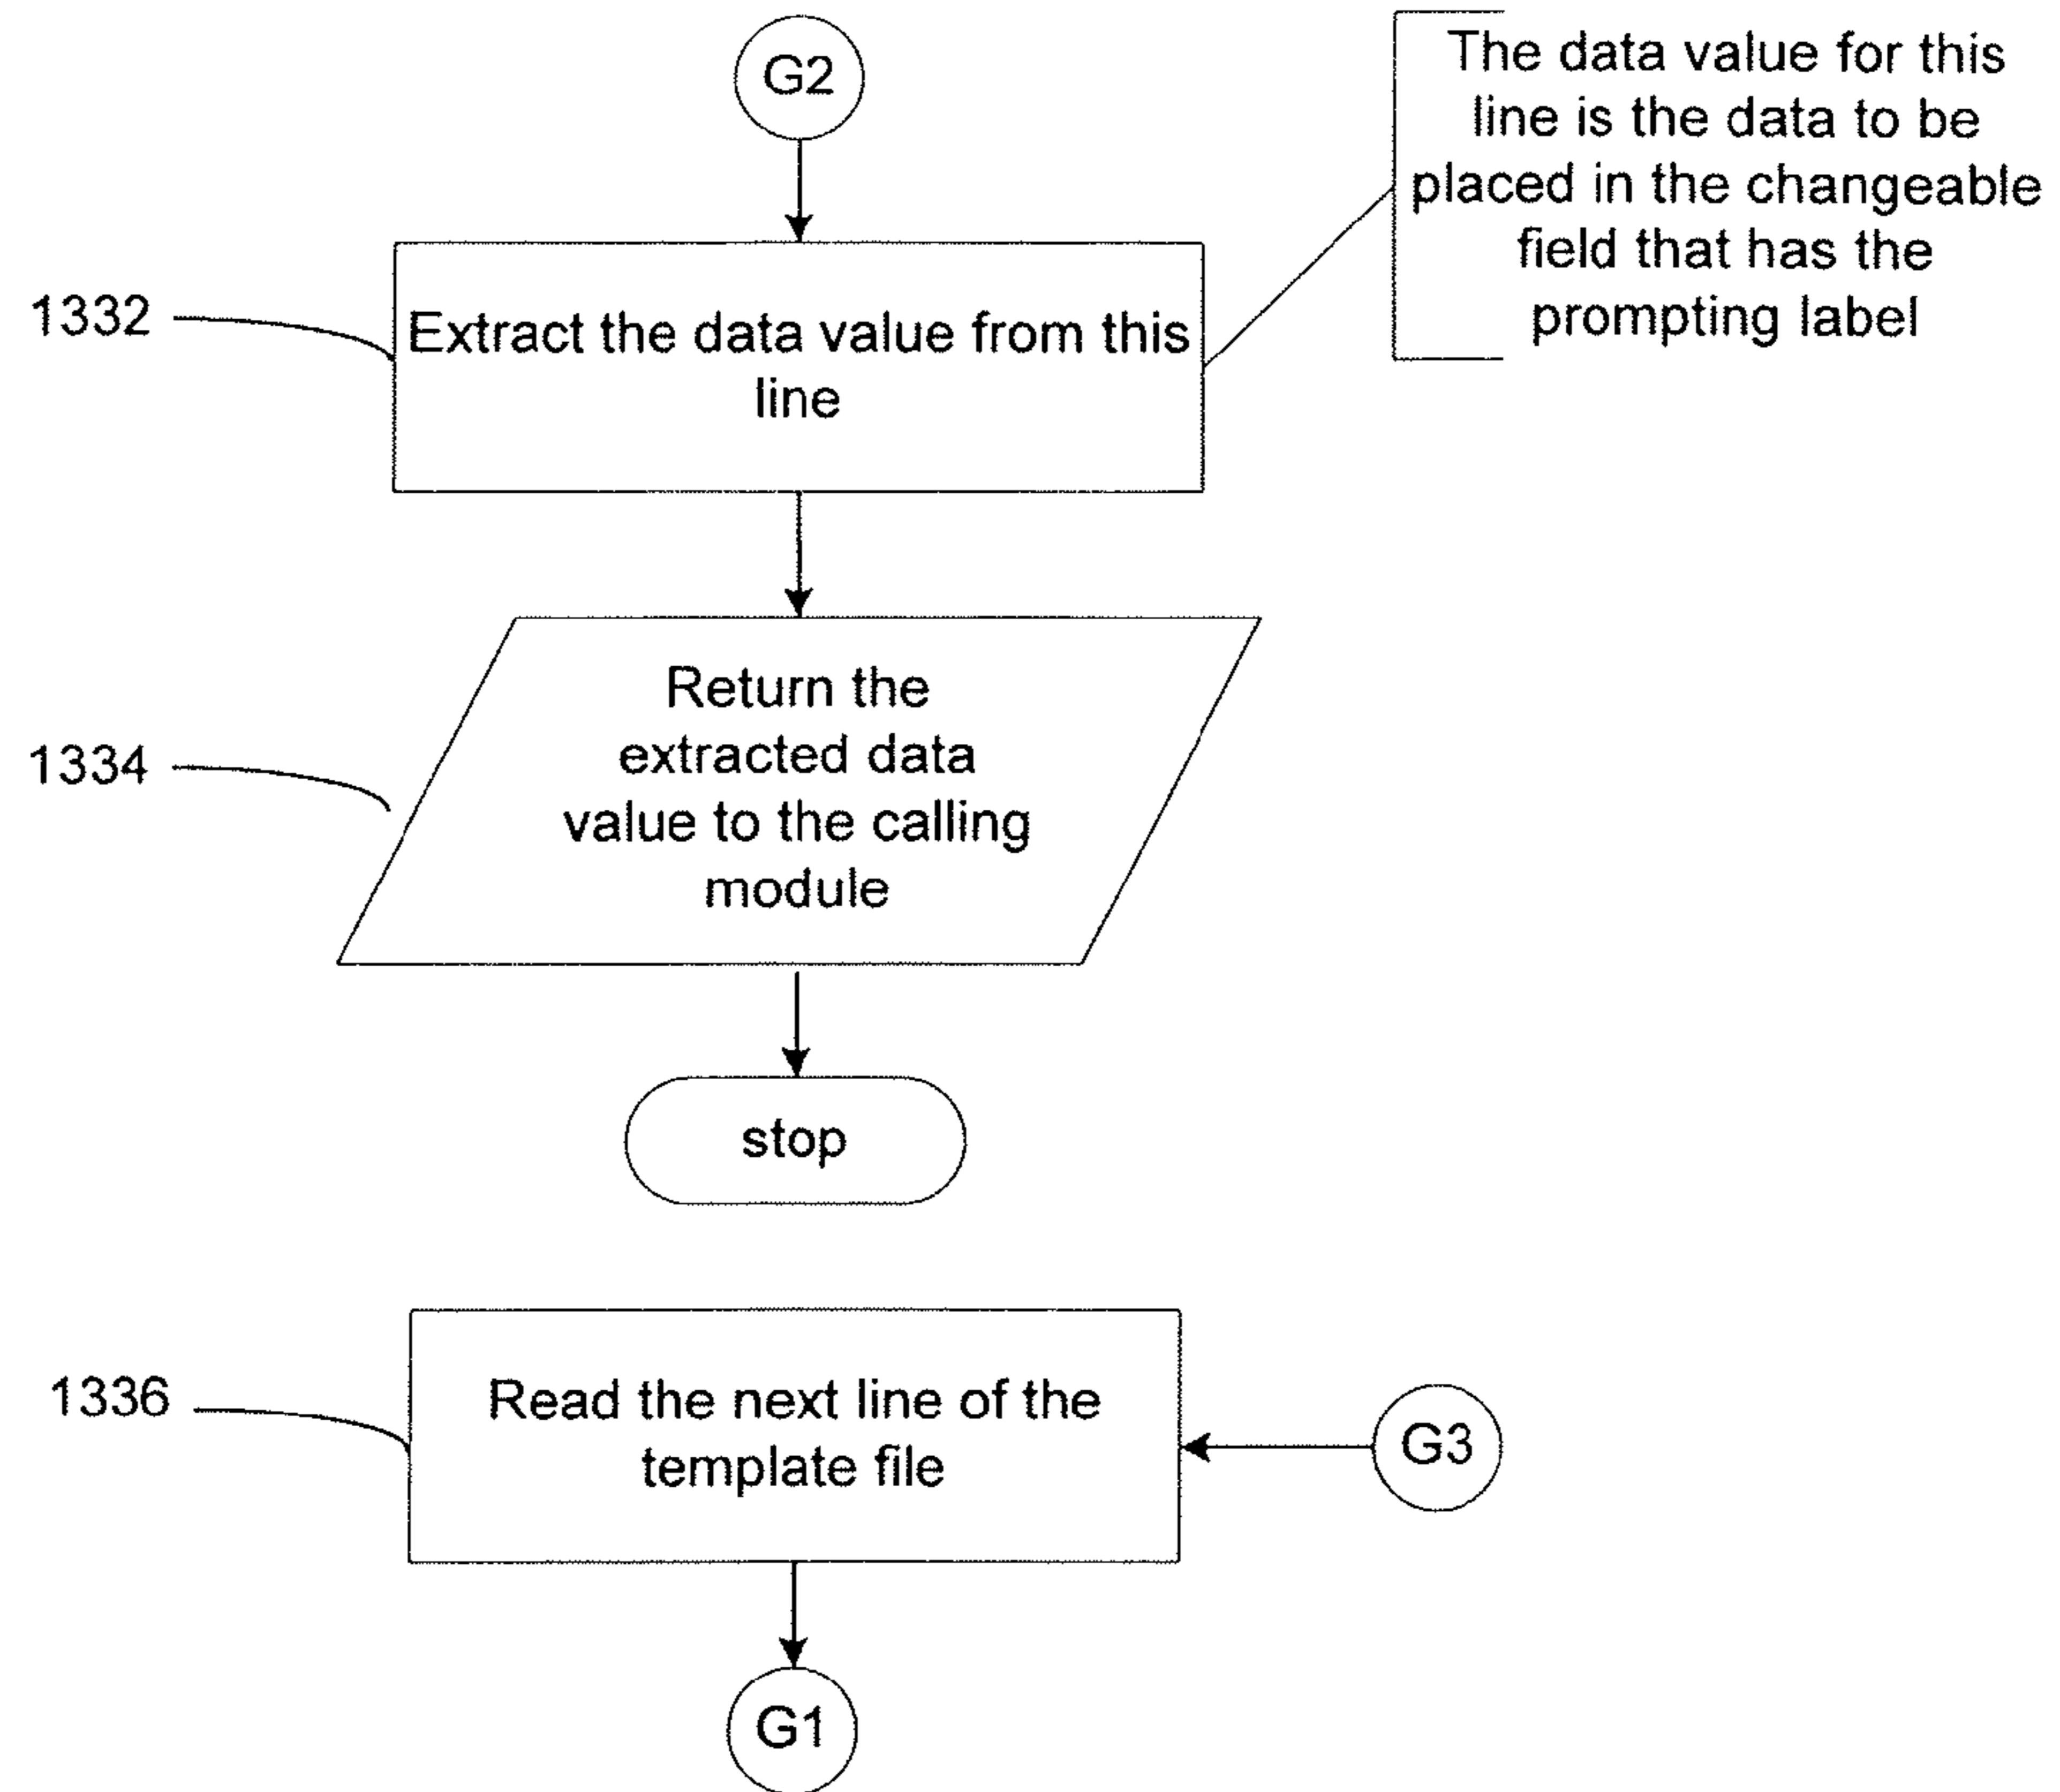 G2
The data value for this
line is the data to be
placed in the changeable
field that has the
prompting label
1332
Extract the data value from this
line
1334
Return the
extracted data
value to the calling
module
stop
1336
Read the next line of the
template file
G3
G1